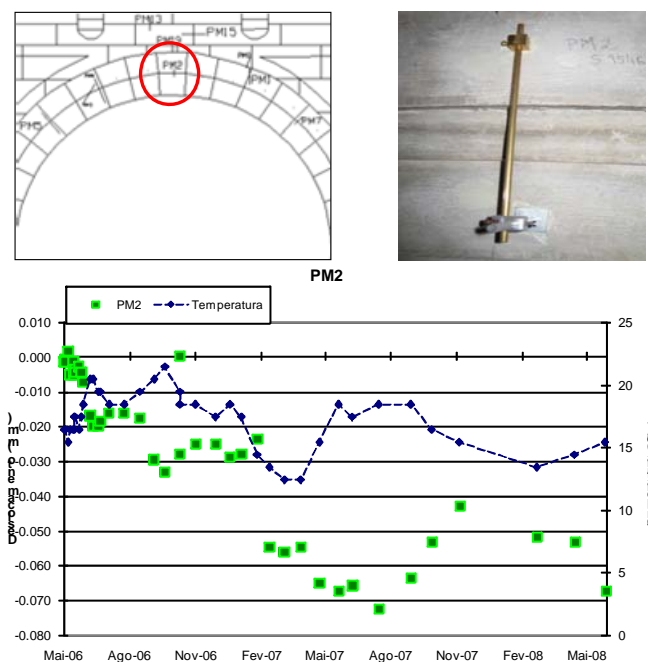 PM13
PM15
PM2
PM1
PM5
PM7
PM2
PM2
PM2
Temperatura
0.010
0.000
-0.010
-0.020
-0.030
-0.040
-0.050
-0.060
-0.070
-0.080
25
20
15
10
5
0
Mai-06
Ago-06
Nov-06
Fev-07
Mai-07
Ago-07
Nov-07
Fev-08
Mai-08